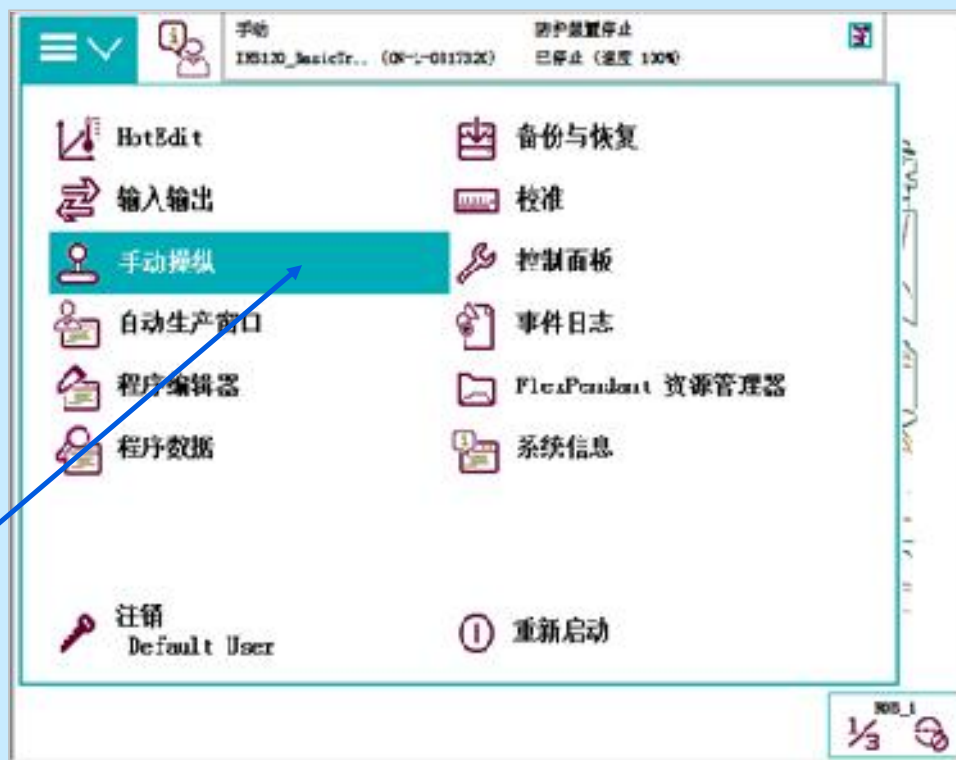 手动
防护装置停止
已停止 (速度 100%)
HotEdit
备份与恢复
输入输出
校准
手动操纵
控制面板
自动生产窗口
事件日志
程序编辑器
FlexPendant 资源管理器
程序数据
系统信息
注销
Default User
重新启动
ROB_1
1/3